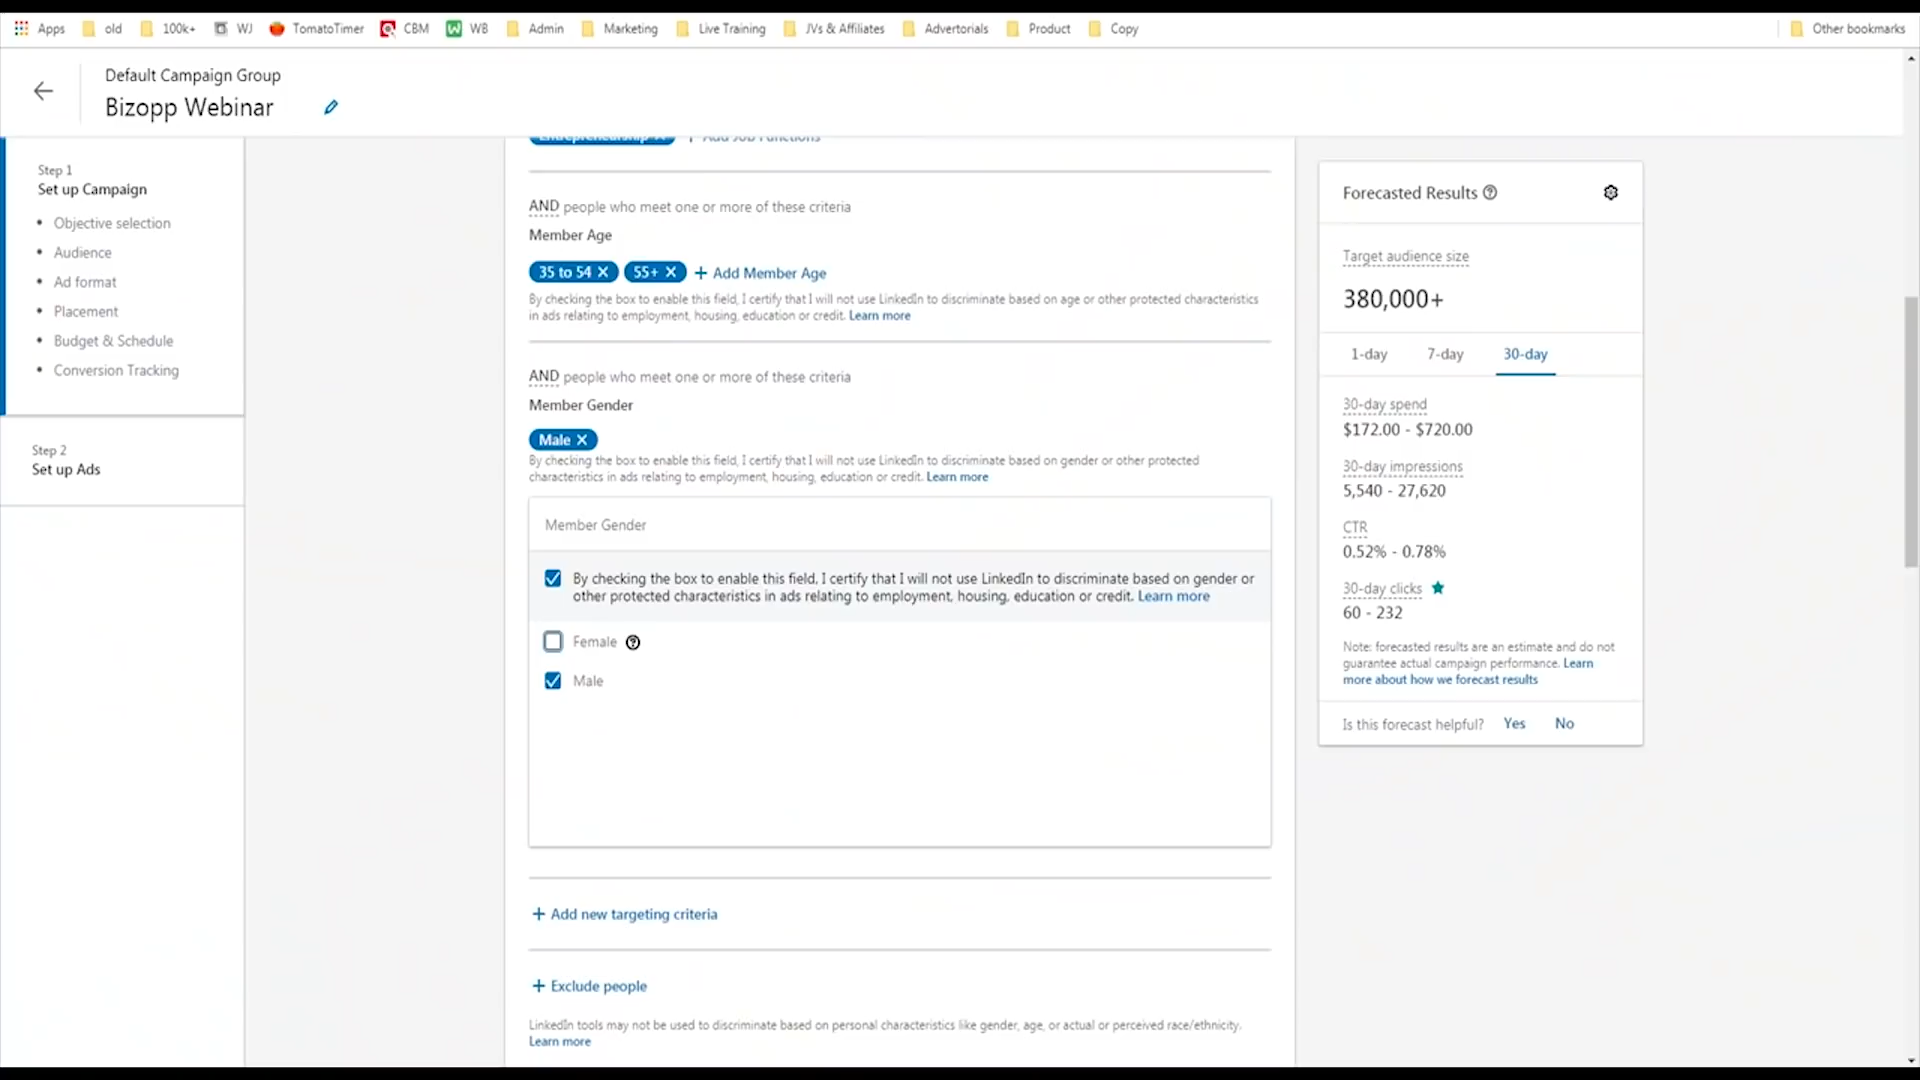 Apps old 100k+ WJ TomatoTimer CBM WB Admin Marketing Live Training JVs & Affiliates Advertorials Product Copy Other bookmarks
Default Campaign Group
Bizopp Webinar
Step 1
Set up Campaign
Objective selection
Audience
Ad format
Placement
Budget & Schedule
Conversion Tracking
Step 2
Set up Ads
Entrepreneurship Add Job Functions
AND people who meet one or more of these criteria
Member Age
35 to 54 55+ Add Member Age
By checking the box to enable this field, I certify that I will not use LinkedIn to discriminate based on age or other protected characteristics
in ads relating to employment, housing, education or credit. Learn more
AND people who meet one or more of these criteria
Member Gender
Male
By checking the box to enable this field, I certify that I will not use LinkedIn to discriminate based on gender or other protected
characteristics in ads relating to employment, housing, education or credit. Learn more
Member Gender
By checking the box to enable this field, I certify that I will not use LinkedIn to discriminate based on gender or
other protected characteristics in ads relating to employment, housing, education or credit. Learn more
Female
Male
+ Add new targeting criteria
+ Exclude people
LinkedIn tools may not be used to discriminate based on personal characteristics like gender, age, or actual or perceived race/ethnicity.
Learn more
Forecasted Results
Target audience size
380,000+
1-day 7-day 30-day
30-day spend
$172.00 - $720.00
30-day impressions
5,540 - 27,620
CTR
0.52% - 0.78%
30-day clicks
60 - 232
Note: forecasted results are an estimate and do not
guarantee actual campaign performance. Learn
more about how we forecast results
Is this forecast helpful? Yes No